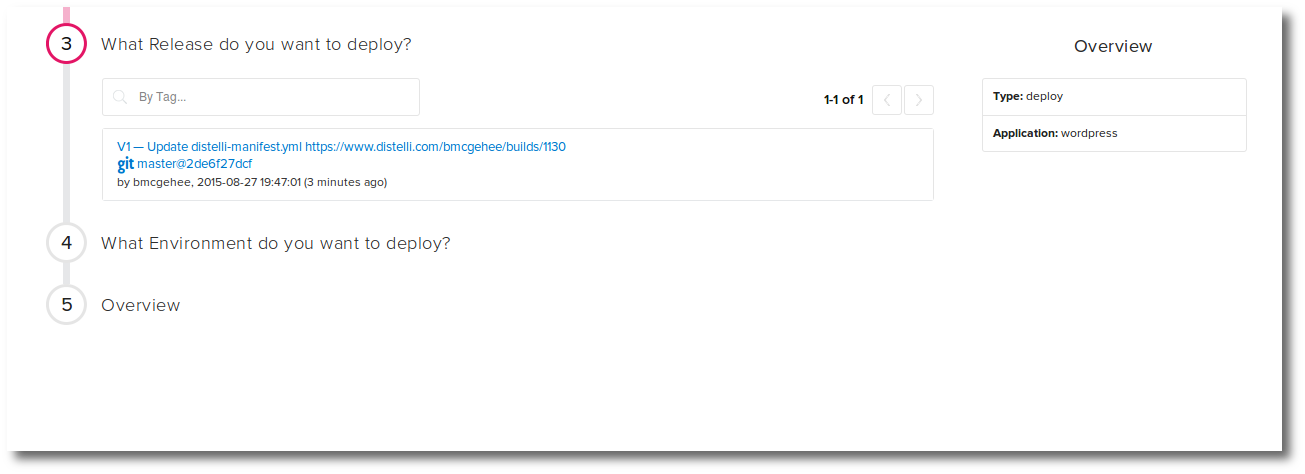 3 What Release do you want to deploy?
By Tag...
1-1 of 1
V1 — Update distelli-manifest.yml https://www.distelli.com/bmcgehee/builds/1130
git master@2de6f27dcf
by bmcgehee, 2015-08-27 19:47:01 (3 minutes ago)
4 What Environment do you want to deploy?
5 Overview
Overview
Type: deploy
Application: wordpress